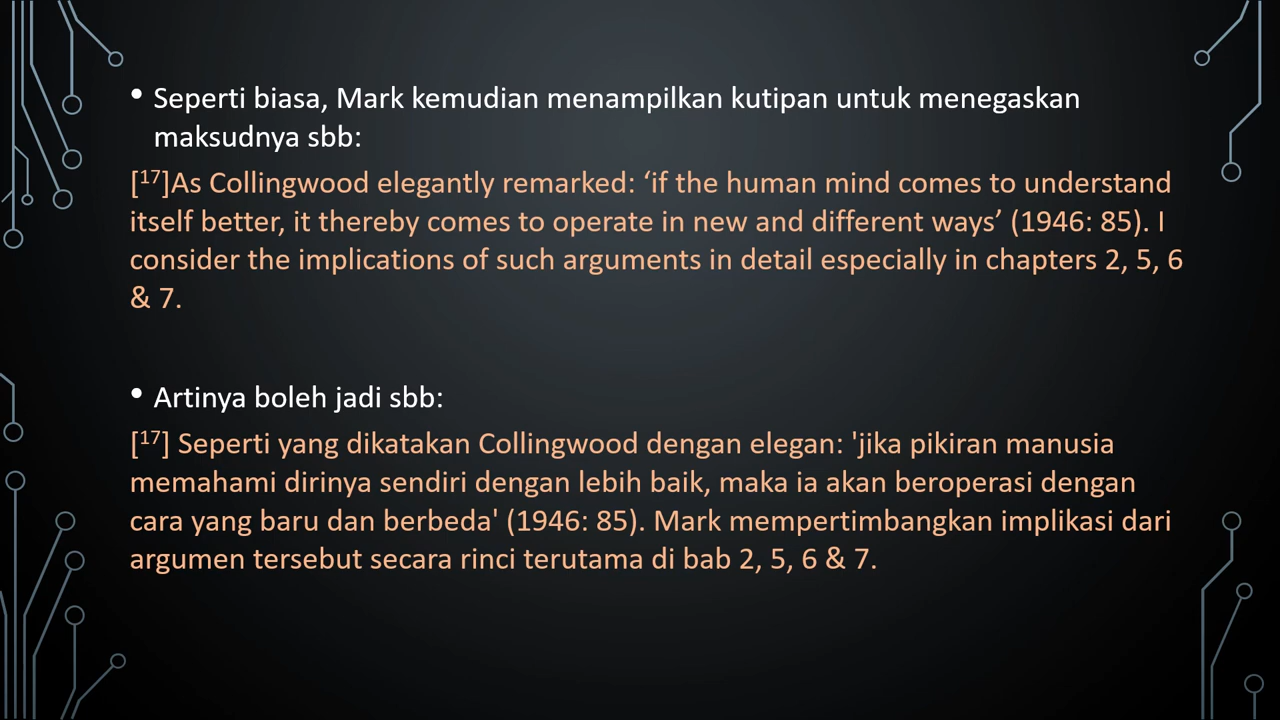 • Seperti biasa, Mark kemudian menampilkan kutipan untuk menegaskan
maksudnya sbb:
[17]As Collingwood elegantly remarked: ‘if the human mind comes to understand
itself better, it thereby comes to operate in new and different ways’ (1946: 85). I
consider the implications of such arguments in detail especially in chapters 2, 5, 6
& 7.
• Artinya boleh jadi sbb:
[17] Seperti yang dikatakan Collingwood dengan elegan: 'jika pikiran manusia
memahami dirinya sendiri dengan lebih baik, maka ia akan beroperasi dengan
cara yang baru dan berbeda' (1946: 85). Mark mempertimbangkan implikasi dari
argumen tersebut secara rinci terutama di bab 2, 5, 6 & 7.